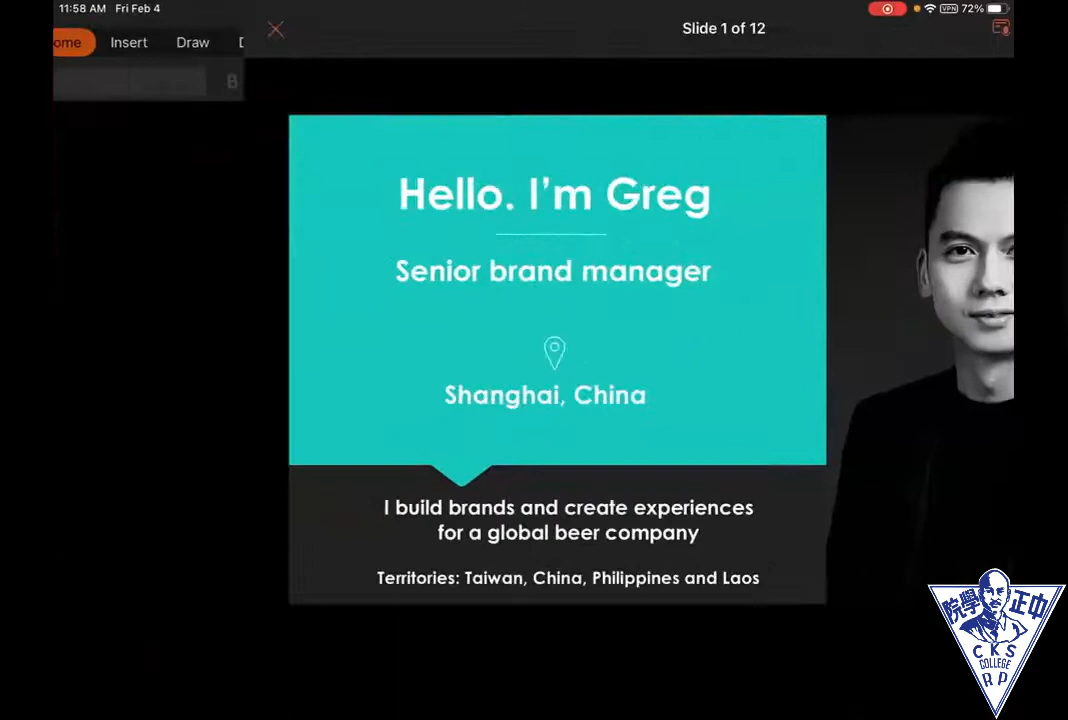 11:58 AM Fri Feb 4
VPN 72%
Slide 1 of 12
ome Insert Draw
B
Hello. I'm Greg
Senior brand manager
Shanghai, China
I build brands and create experiences
for a global beer company
Territories: Taiwan, China, Philippines and Laos
院學 正中
CKS
COLLEGE
RP